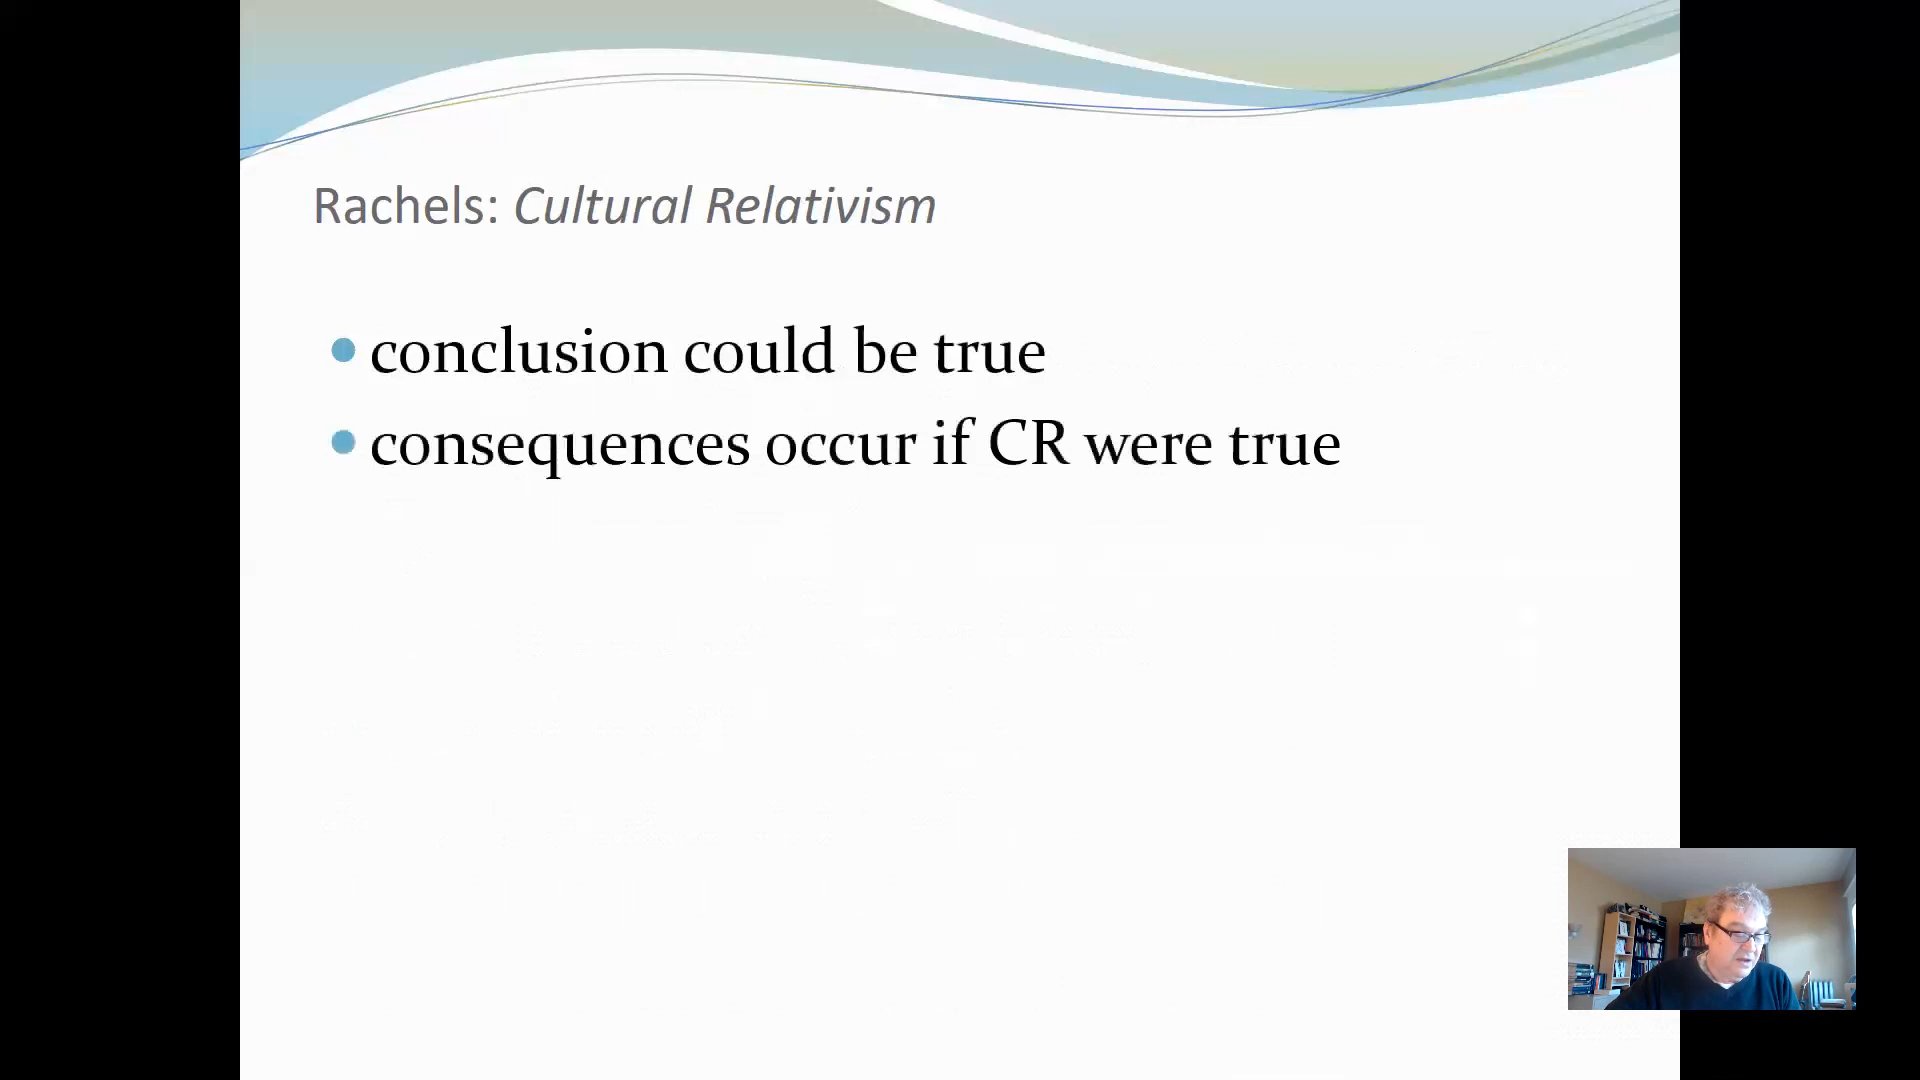 Rachels: Cultural Relativism
conclusion could be true
consequences occur if CR were true